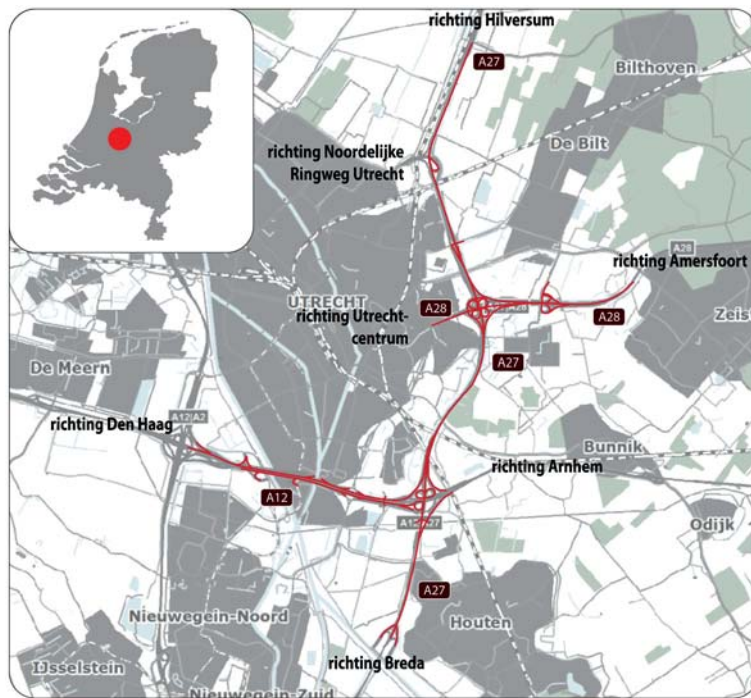 richting Hilversum
A27
Bilthoven
De Bilt
richting Noordelijke
Ringweg Utrecht
A28
richting Amersfoort
UTRECHT
A28
richting Utrecht-
centrum
A28
Zeist
A27
De Meern
A12|A2
richting Den Haag
Bunnik
richting Arnhem
A12
Odijk
A27
Nieuwegein-Noord
Houten
richting Breda
IJsselstein
Nieuwegein-Zuid